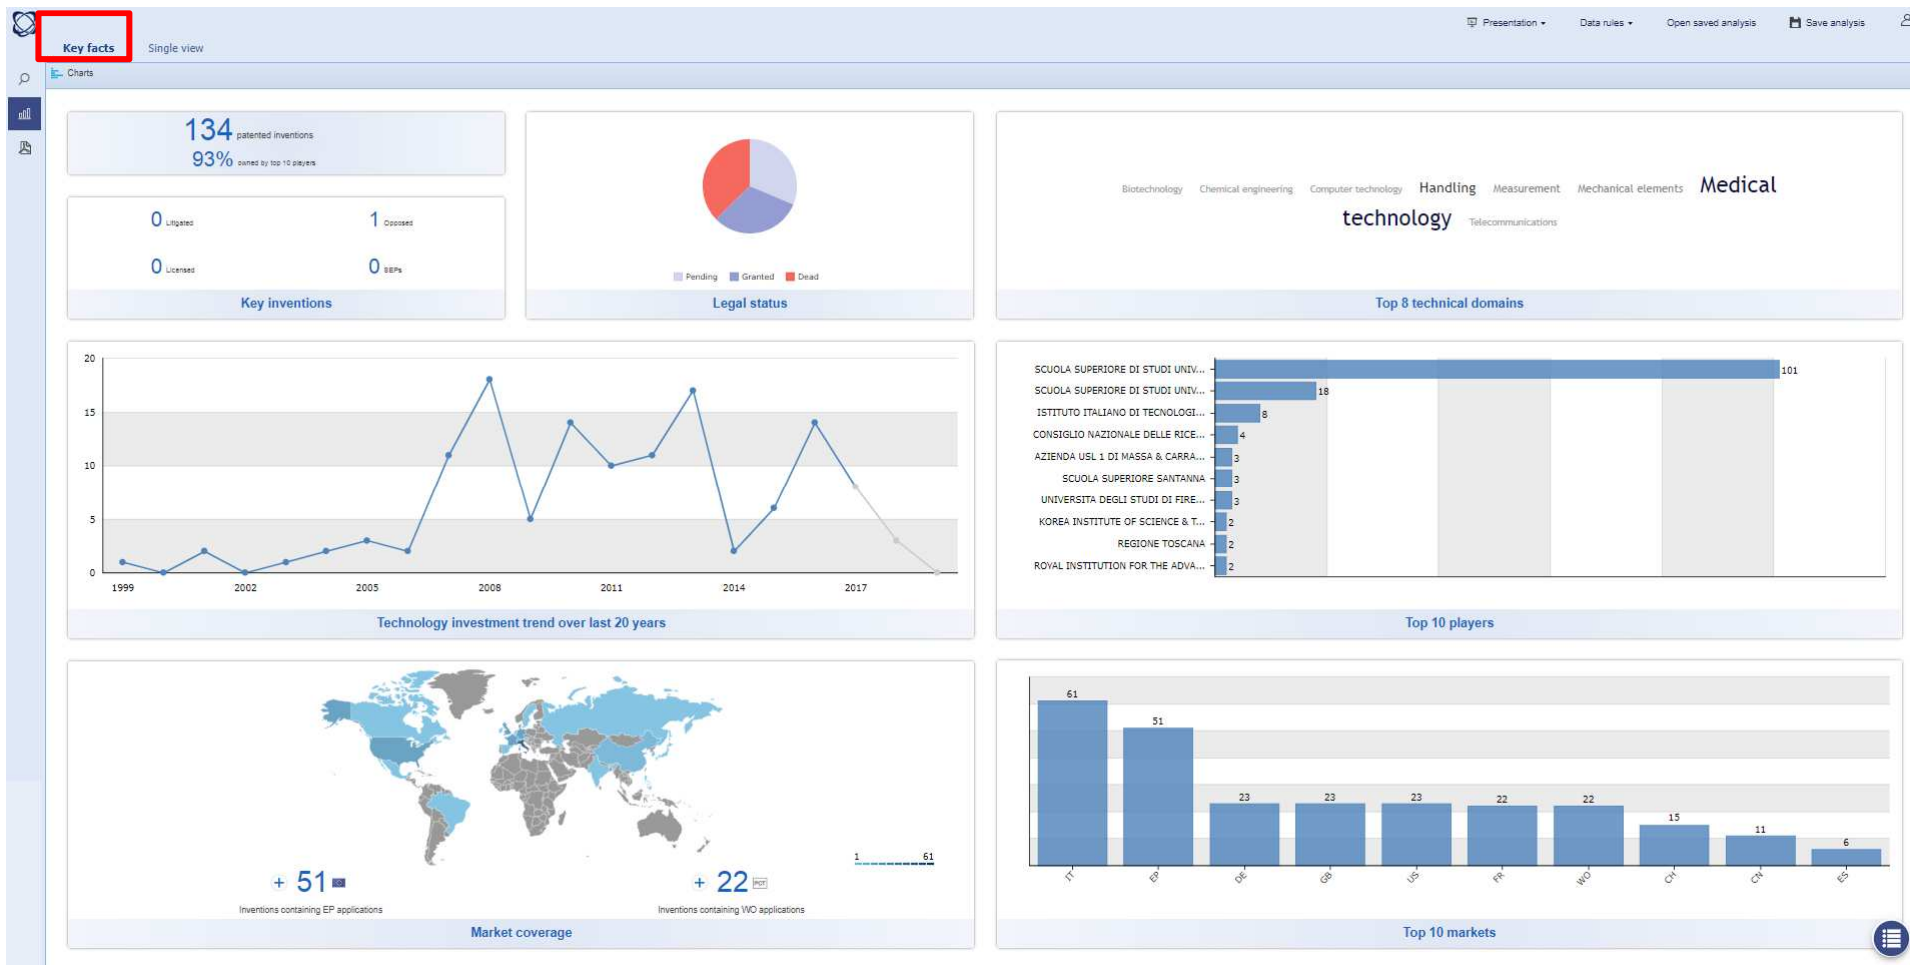 Presentation
Data rules
Open saved analysis
Save analysis
Key facts
Single view
Charts
134 patented inventions
93% owned by top 10 players
0 Litigated
1 Opposed
0 Licensed
0 SEPs
Key inventions
Pending
Granted
Dead
Legal status
Biotechnology Chemical engineering Computer technology Handling Measurement Mechanical elements Medical
technology Telecommunications
Top 8 technical domains
20
15
10
5
0
1999 2002 2005 2008 2011 2014 2017
Technology investment trend over last 20 years
SCUOLA SUPERIORE DI STUDI UNIV... 101
SCUOLA SUPERIORE DI STUDI UNIV... 18
ISTITUTO ITALIANO DI TECNOLOGI... 8
CONSIGLIO NAZIONALE DELLE RICE... 4
AZIENDA USL 1 DI MASSA & CARRA... 3
SCUOLA SUPERIORE SANTANNA 3
UNIVERSITA DEGLI STUDI DI FIRE... 3
KOREA INSTITUTE OF SCIENCE & T... 2
REGIONE TOSCANA 2
ROYAL INSTITUTION FOR THE ADVA... 2
Top 10 players
1 61
+ 51
Inventions containing EP applications
+ 22 PCT
Inventions containing WO applications
Market coverage
61 51 23 23 23 22 22 15 11 6
IT EP DE GB US FR WO CH CN ES
Top 10 markets